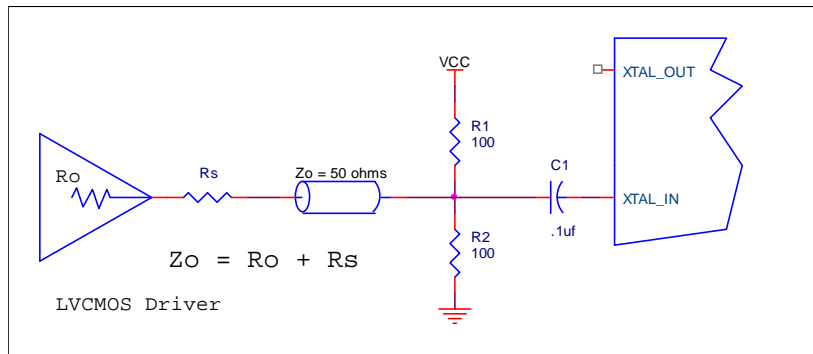 VCC
XTAL_OUT
R1
100
Ro
Rs
Zo = 50 ohms
C1
XTAL_IN
.1uf
R2
100
Zo = Ro + Rs
LVCMOS Driver